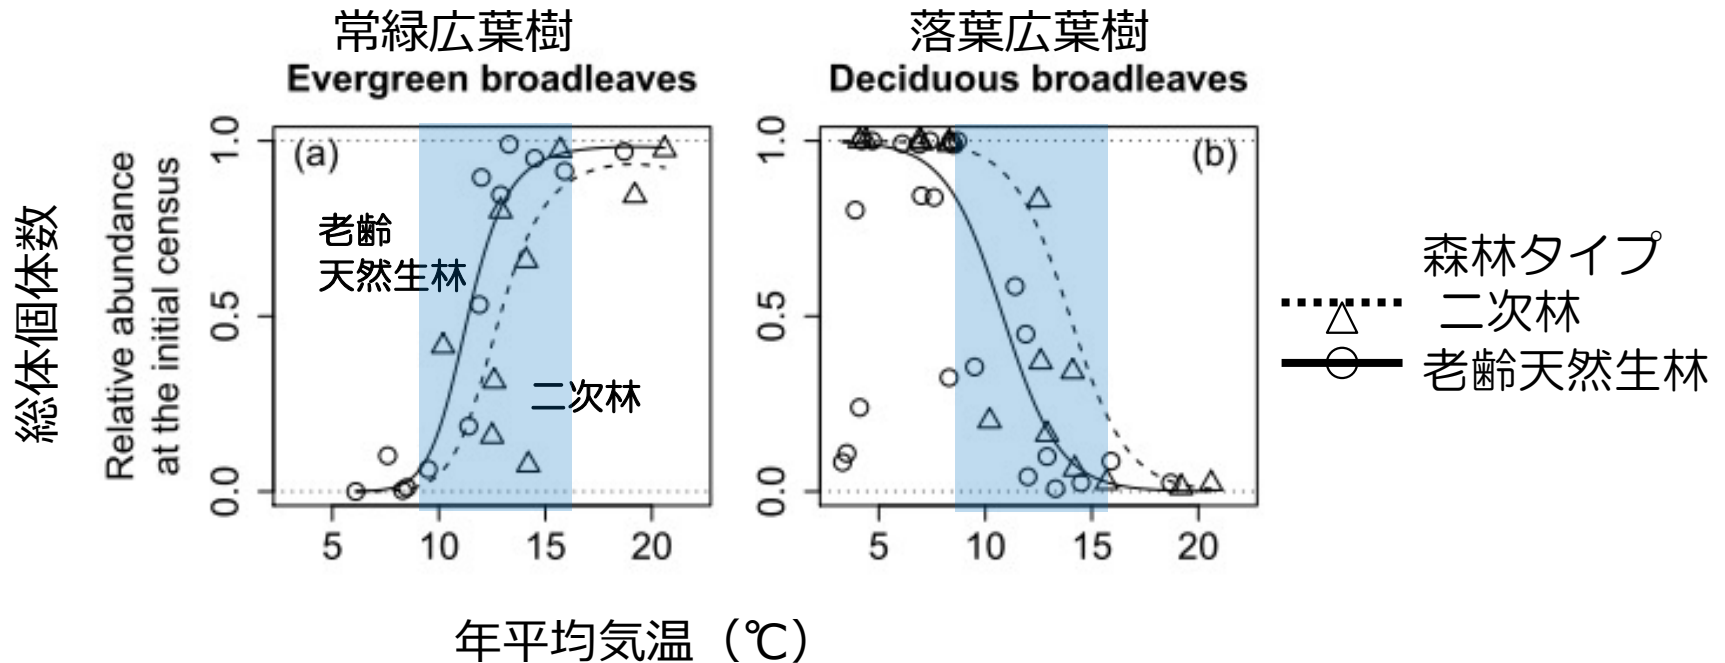 常緑広葉樹
Evergreen broadleaves
落葉広葉樹
Deciduous broadleaves
総体個体数
Relative abundance
at the initial census
1.0
0.5
0.0
(a)
老齢
天然生林
二次林
5 10 15 20
1.0
0.5
0.0
(b)
5 10 15 20
年平均気温（℃）
森林タイプ
二次林
老齢天然生林